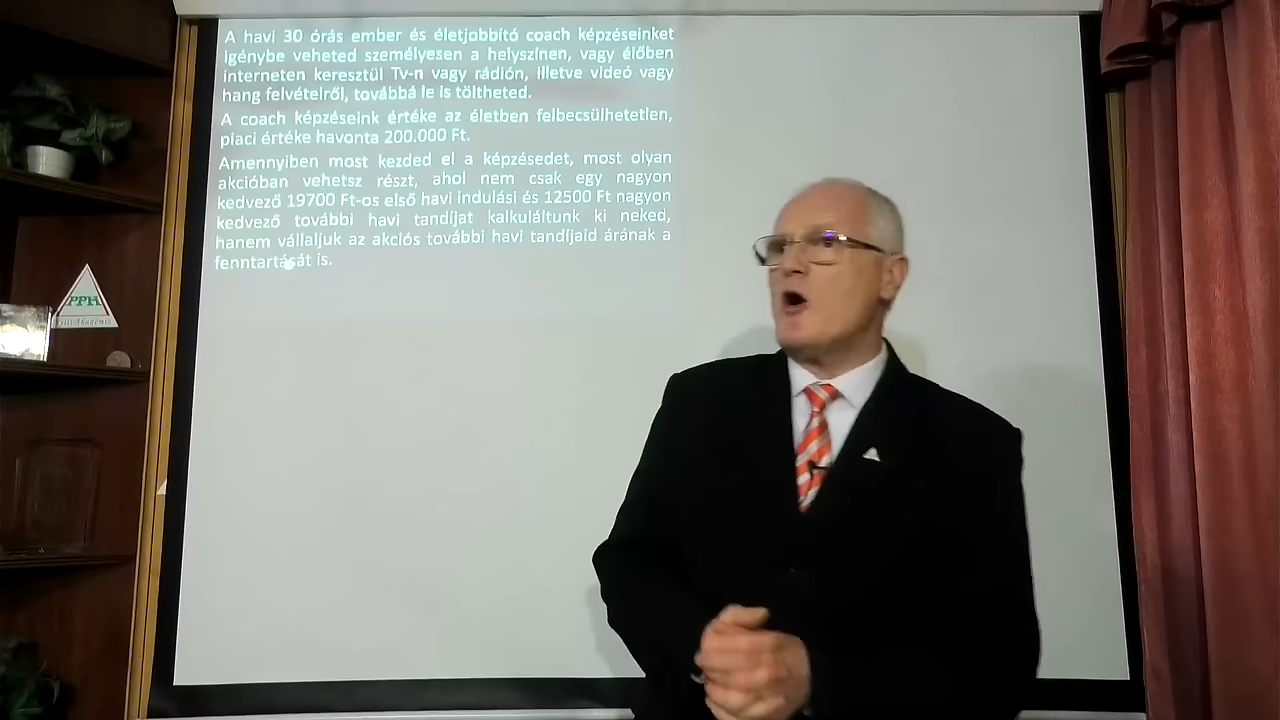 A havi 30 órás ember és életjobbító coach képzéseinket
igénybe veheted személyesen a helyszínen, vagy élőben
interneten keresztül Tv-n vagy rádión, illetve videó vagy
hang felvételről, továbbá le is töltheted.
A coach képzéseink értéke az életben felbecsülhetetlen,
piaci értéke havonta 200.000 Ft.
Amennyiben most kezded el a képzésedet, most olyan
akcióban vehetsz részt, ahol nem csak egy nagyon
kedvező 19700 Ft-os első havi indulási és 12500 Ft nagyon
kedvező további havi tandíjat kalkuláltunk ki neked,
hanem vállaljuk az akciós további havi tandíjaid árának a
fenntartását is.
PPH